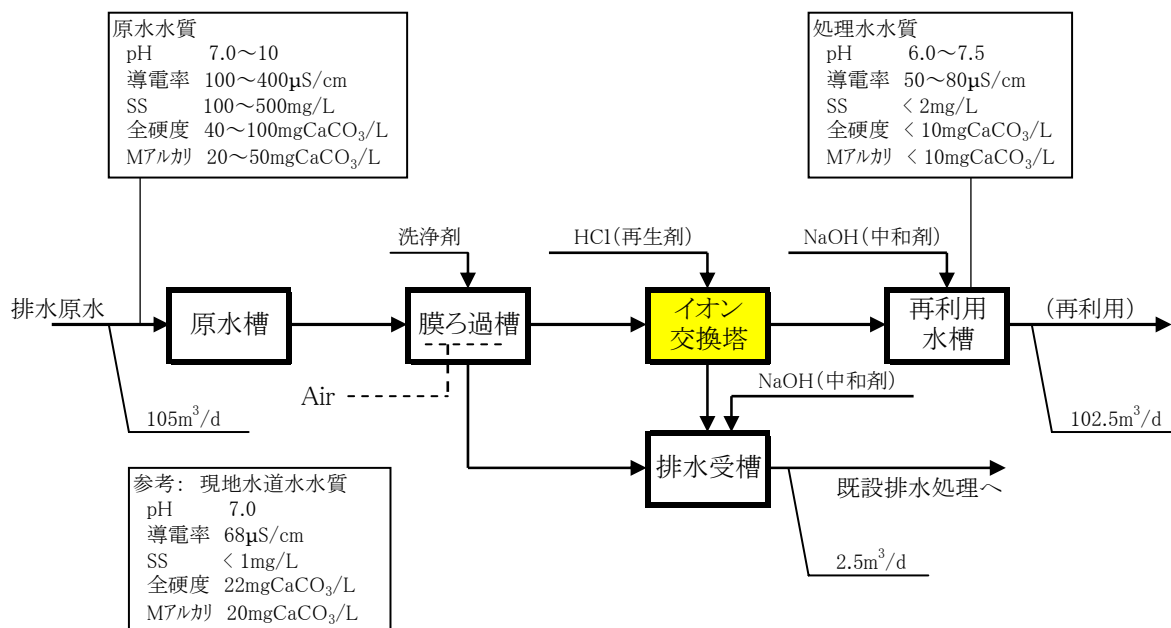 原水水質
pH 7.0～10
導電率 100～400µS/cm
SS 100～500mg/L
全硬度 40～100mgCaCO₃/L
Mアルカリ 20～50mgCaCO₃/L
処理水水質
pH 6.0～7.5
導電率 50～80µS/cm
SS ＜2mg/L
全硬度 ＜10mgCaCO₃/L
Mアルカリ ＜10mgCaCO₃/L
洗浄剤
HCl（再生剤）
NaOH（中和剤）
排水原水
原水槽
膜ろ過槽
イオン
交換塔
再利用
水槽
（再利用）
Air
NaOH（中和剤）
105m³/d
102.5m³/d
排水受槽
既設排水処理へ
2.5m³/d
参考： 現地水道水水質
pH 7.0
導電率 68µS/cm
SS ＜1mg/L
全硬度 22mgCaCO₃/L
Mアルカリ 20mgCaCO₃/L